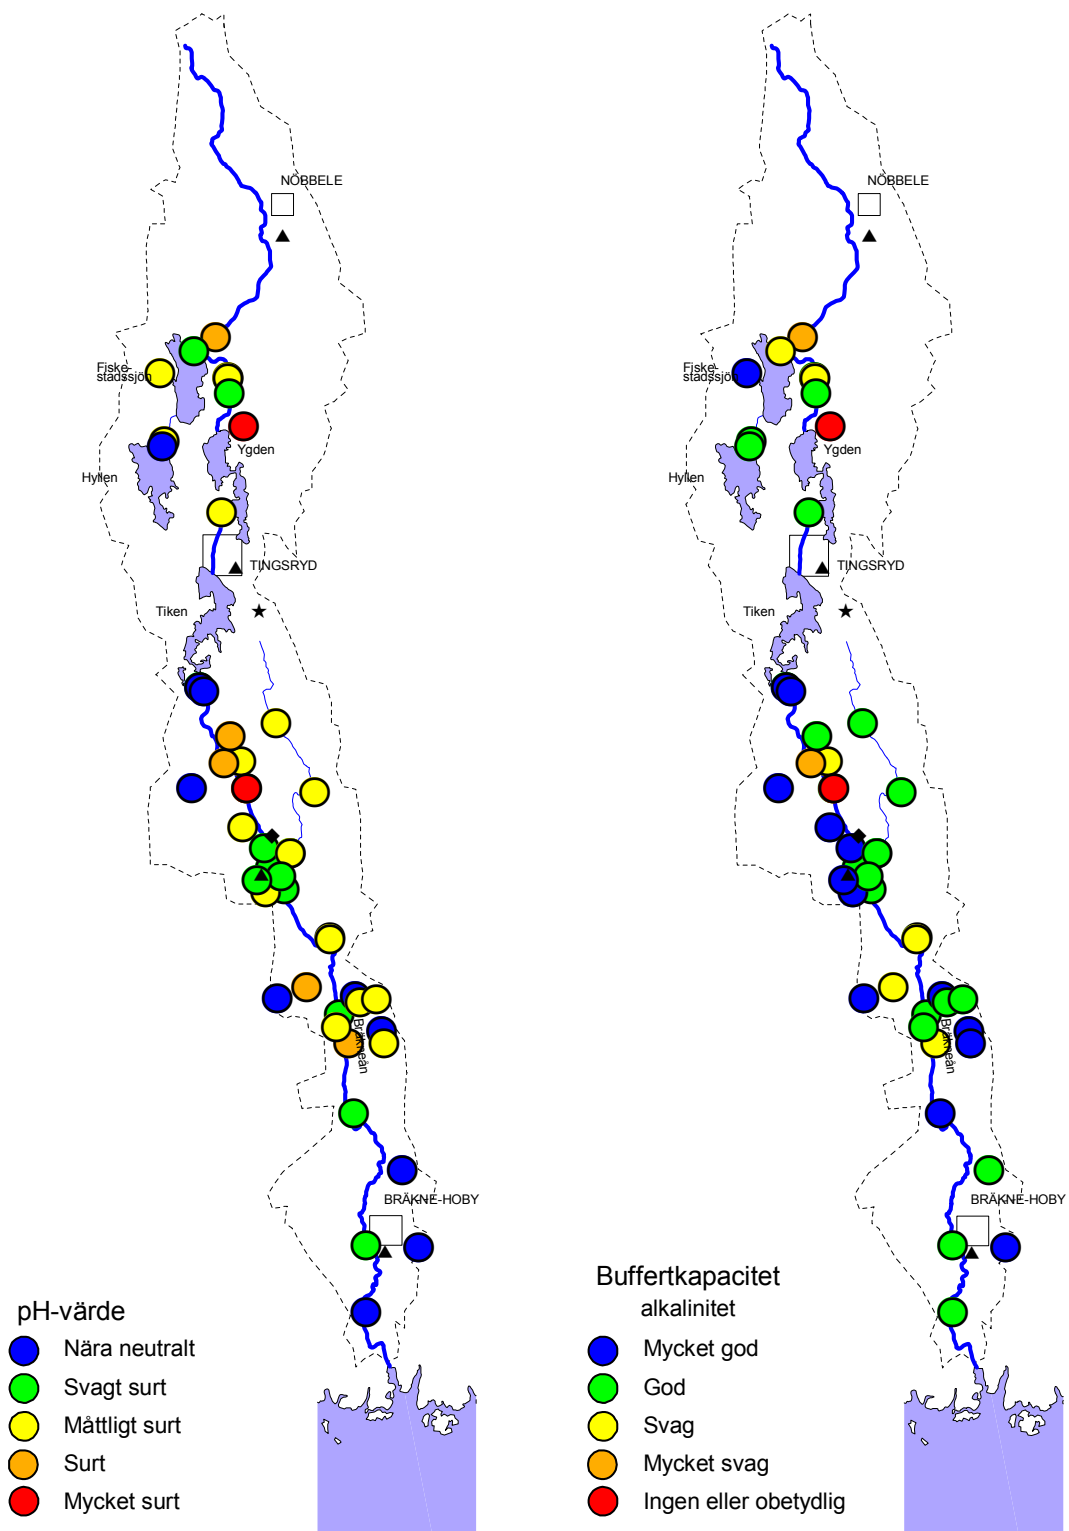 NÖBBELE
Fiske-
stadssjön
Ygden
Hyllen
TINGSRYD
Tiken
Bräkneån
BRÄKNE-HOBY
pH-värde
Nära neutralt
Svagt surt
Måttligt surt
Surt
Mycket surt
NÖBBELE
Fiske-
stadssjön
Ygden
Hyllen
TINGSRYD
Tiken
Bräkneån
BRÄKNE-HOBY
Buffertkapacitet
alkalinitet
Mycket god
God
Svag
Mycket svag
Ingen eller obetydlig